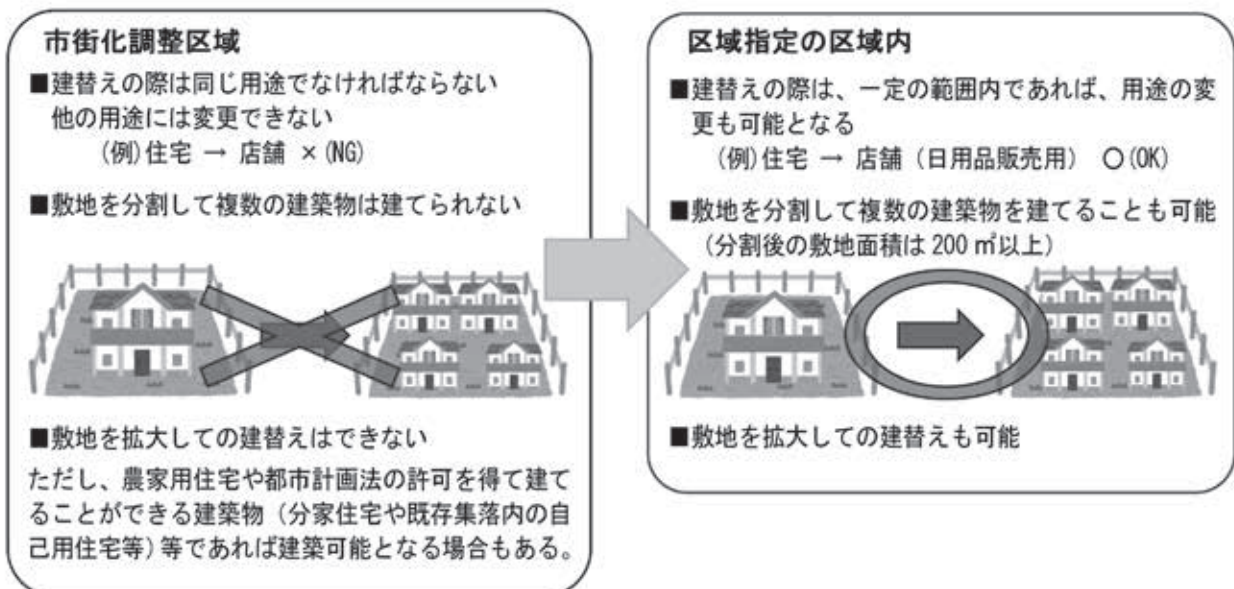 市街化調整区域
■建替えの際は同じ用途でなければならない
他の用途には変更できない
(例)住宅 → 店舗 ×(NG)
■敷地を分割して複数の建築物は建てられない
■敷地を拡大しての建替えはできない
ただし、農家用住宅や都市計画法の許可を得て建て
ることができる建築物（分家住宅や既存集落内の自
己用住宅等）等であれば建築可能となる場合もある。
区域指定の区域内
■建替えの際は、一定の範囲内であれば、用途の変
更も可能となる
(例)住宅 → 店舗（日用品販売用） ○(OK)
■敷地を分割して複数の建築物を建てることも可能
（分割後の敷地面積は 200 ㎡以上）
■敷地を拡大しての建替えも可能